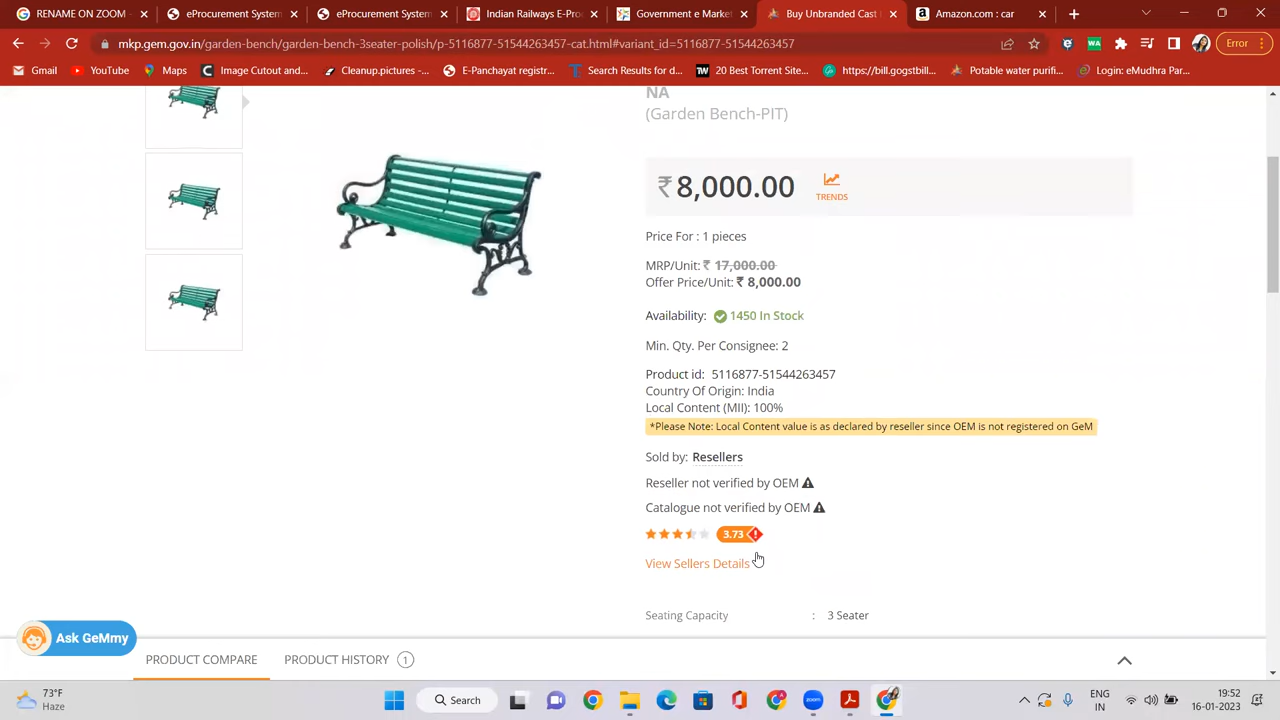 RENAME ON ZOOM -
eProcurement System
eProcurement System
Indian Railways E-Pro
Government e Market
Buy Unbranded Cast
Amazon.com : car
mkp.gem.gov.in/garden-bench/garden-bench-3seater-polish/p-5116877-51544263457-cat.html#variant_id=5116877-51544263457
Error
Gmail
YouTube
Maps
Image Cutout and...
Cleanup.pictures -...
E-Panchayat registr...
Search Results for d...
20 Best Torrent Site...
https://bill.gogstbill...
Potable water purifi...
Login: eMudhra Par...
NA
(Garden Bench-PIT)
₹ 8,000.00
TRENDS
Price For : 1 pieces
MRP/Unit: ₹ 17,000.00
Offer Price/Unit: ₹ 8,000.00
Availability: 1450 In Stock
Min. Qty. Per Consignee: 2
Product id: 5116877-51544263457
Country Of Origin: India
Local Content (MII): 100%
*Please Note: Local Content value is as declared by reseller since OEM is not registered on GeM
Sold by: Resellers
Reseller not verified by OEM
Catalogue not verified by OEM
3.73
View Sellers Details
Seating Capacity : 3 Seater
Ask GeMmy
PRODUCT COMPARE
PRODUCT HISTORY 1
73°F
Haze
Search
ENG
IN
19:52
16-01-2023